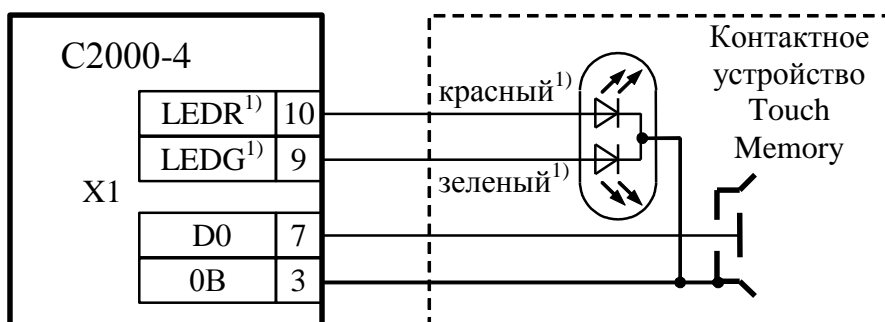 С2000-4
Контактное
устройство
Touch
Memory
LEDR1) 10
красный1)
LEDG1) 9
зеленый1)
X1
D0 7
0В 3